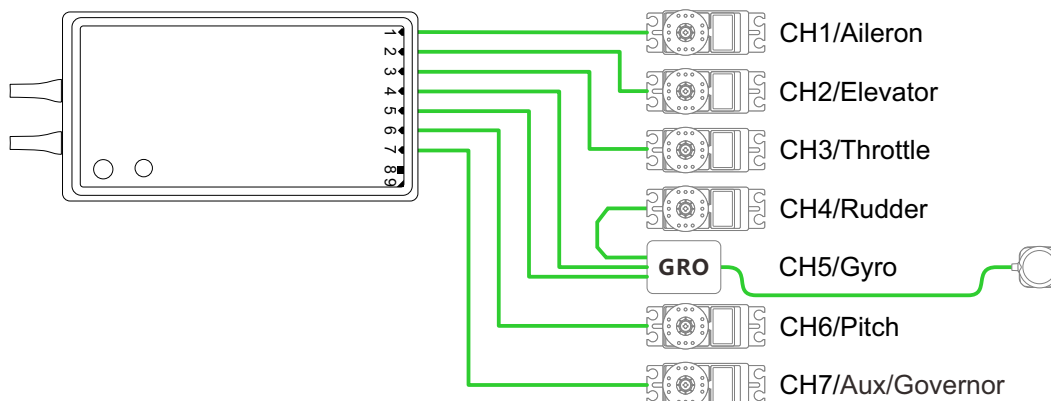 1
2
3
4
5
6
7
8
9
CH1/Aileron
CH2/Elevator
CH3/Throttle
CH4/Rudder
GRO
CH5/Gyro
CH6/Pitch
CH7/Aux/Governor